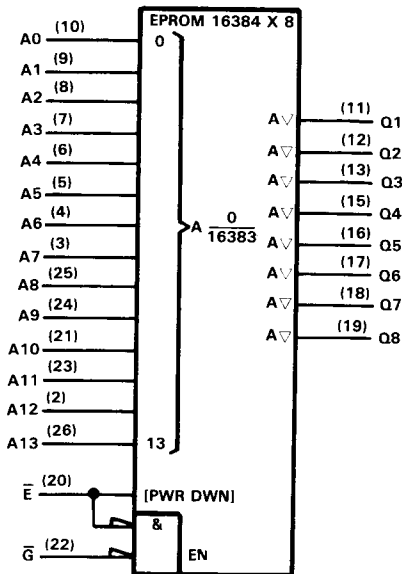 EPROM 16384 X 8
A0 (10) 0
A1 (9)
A2 (8)
A3 (7)
A4 (6)
A5 (5)
A6 (4)
A7 (3)
A8 (25)
A9 (24)
A10 (21)
A11 (23)
A12 (2)
A13 (26) 13
A 0/16383
A▽ (11) Q1
A▽ (12) Q2
A▽ (13) Q3
A▽ (15) Q4
A▽ (16) Q5
A▽ (17) Q6
A▽ (18) Q7
A▽ (19) Q8
E̅ (20) [PWR DWN]
&
G̅ (22) EN